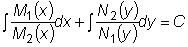 ∫ M₁(x)/M₂(x) dx + ∫ N₂(y)/N₁(y) dy = C